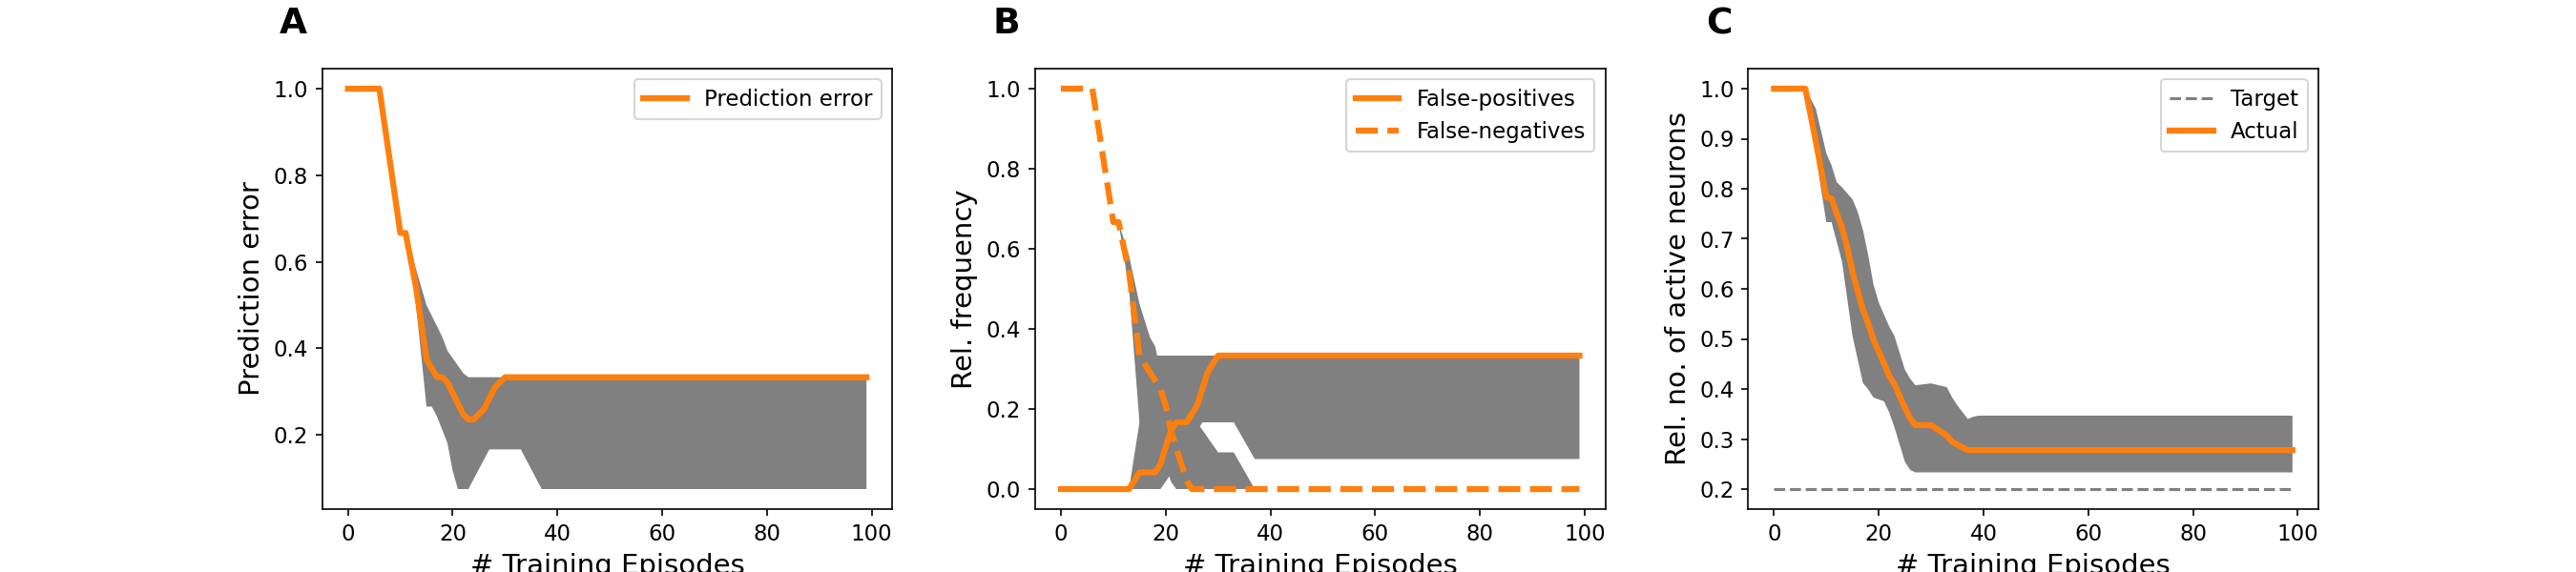 A
B
C
Prediction error
1.0
0.8
0.6
0.4
0.2
0
20
40
60
80
100
# Training Episodes
Prediction error
Rel. frequency
1.0
0.8
0.6
0.4
0.2
0.0
0
20
40
60
80
100
# Training Episodes
False-positives
False-negatives
Rel. no. of active neurons
1.0
0.9
0.8
0.7
0.6
0.5
0.4
0.3
0.2
0
20
40
60
80
100
# Training Episodes
Target
Actual